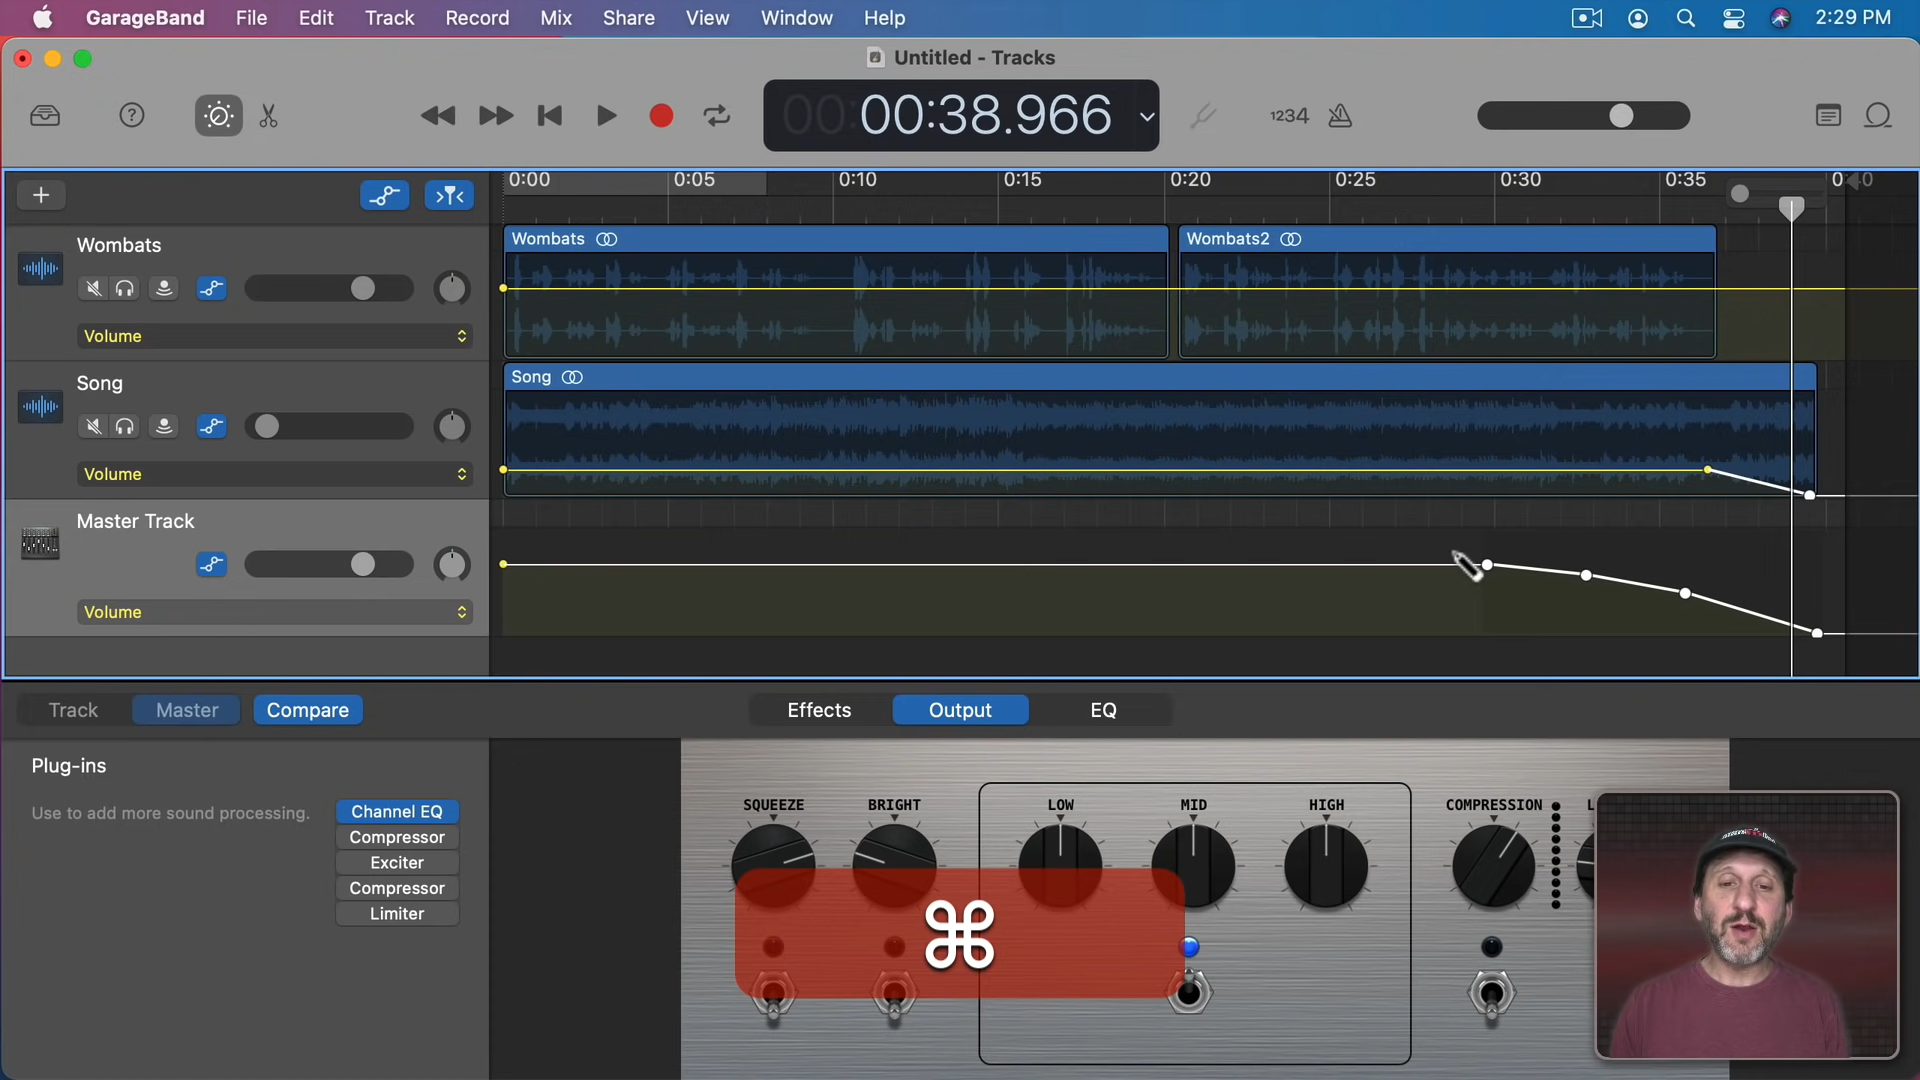 GarageBand File Edit Track Record Mix Share View Window Help 2:29 PM
Untitled - Tracks
00:00:38.966
1234
0:00 0:05 0:10 0:15 0:20 0:25 0:30 0:35
Wombats
Volume
Wombats
Wombats2
Song
Volume
Song
Master Track
Volume
Track Master Compare Effects Output EQ
Plug-ins
Use to add more sound processing.
Channel EQ
Compressor
Exciter
Compressor
Limiter
SQUEEZE BRIGHT LOW MID HIGH COMPRESSION
⌘